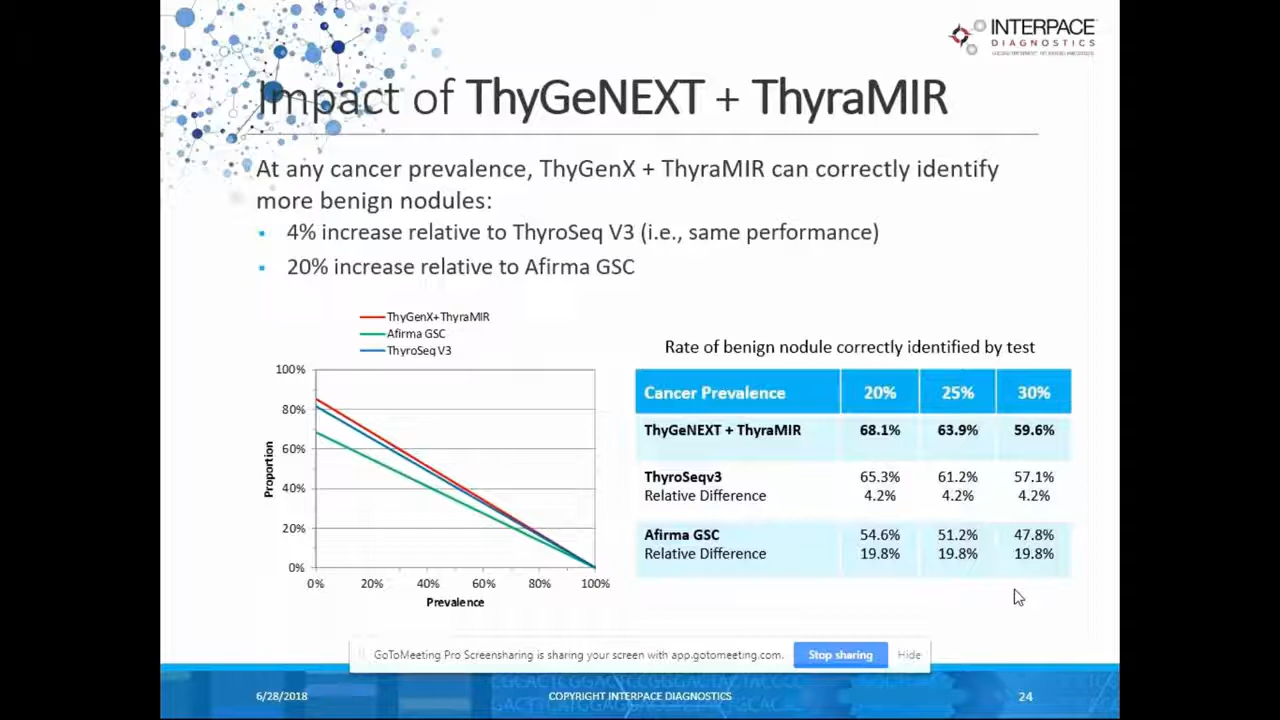 INTERPACE
DIAGNOSTICS
Impact of ThyGeNEXT + ThyraMIR
At any cancer prevalence, ThyGenX + ThyraMIR can correctly identify
more benign nodules:
▪ 4% increase relative to ThyroSeq V3 (i.e., same performance)
▪ 20% increase relative to Afirma GSC
ThyGenX+ThyraMIR
Afirma GSC
ThyroSeq V3
100%
80%
60%
40%
20%
0%
Proportion
0% 20% 40% 60% 80% 100%
Prevalence
Rate of benign nodule correctly identified by test
Cancer Prevalence 20% 25% 30%
ThyGeNEXT + ThyraMIR 68.1% 63.9% 59.6%
ThyroSeqv3 65.3% 61.2% 57.1%
Relative Difference 4.2% 4.2% 4.2%
Afirma GSC 54.6% 51.2% 47.8%
Relative Difference 19.8% 19.8% 19.8%
GoToMeeting Pro Screensharing is sharing your screen with app.gotomeeting.com. Stop sharing Hide
6/28/2018 COPYRIGHT INTERPACE DIAGNOSTICS 24